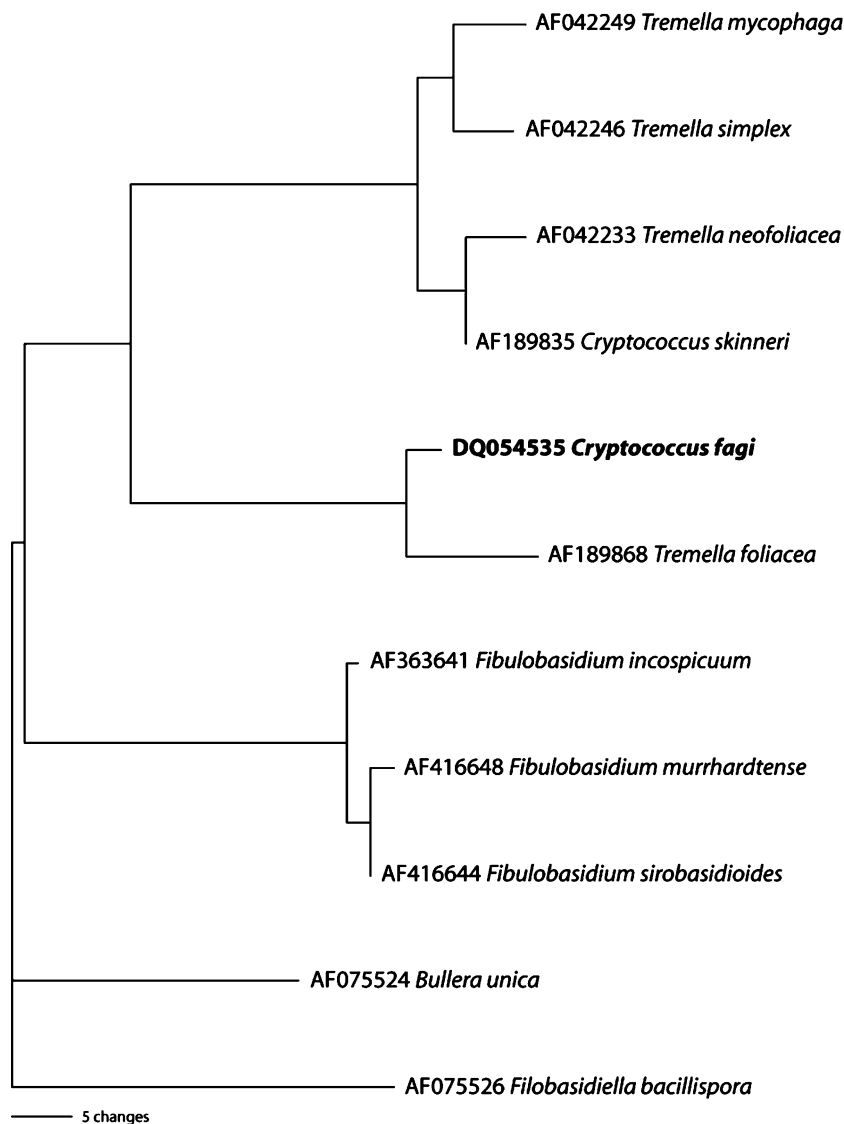 AF042249 Tremella mycophaga
AF042246 Tremella simplex
AF042233 Tremella neofoliacea
AF189835 Cryptococcus skinneri
DQ054535 Cryptococcus fagi
AF189868 Tremella foliacea
AF363641 Fibulobasidium incospicuum
AF416648 Fibulobasidium murrhardtense
AF416644 Fibulobasidium sirobasidioides
AF075524 Bullera unica
AF075526 Filobasidiella bacillispora
5 changes